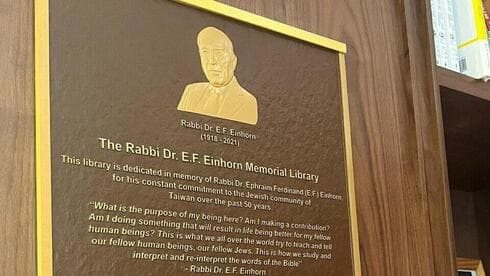 Rabbi Dr. E.F. Einhorn
(1918 - 2021)
The Rabbi Dr. E.F. Einhorn Memorial Library
This library is dedicated in memory of Rabbi Dr. Ephraim Ferdinand (E.F.) Einhorn,
for his constant commitment to the Jewish community of
Taiwan over the past 50 years.
"What is the purpose of my being here? Am I making a contribution?
Am I doing something that will result in life being better for my fellow
human beings? This is what we all over the world try to teach and tell
our fellow human beings, our fellow Jews. This is how we study and
interpret and re-interpret the words of the Bible"
~ Rabbi Dr. E.F. Einhorn